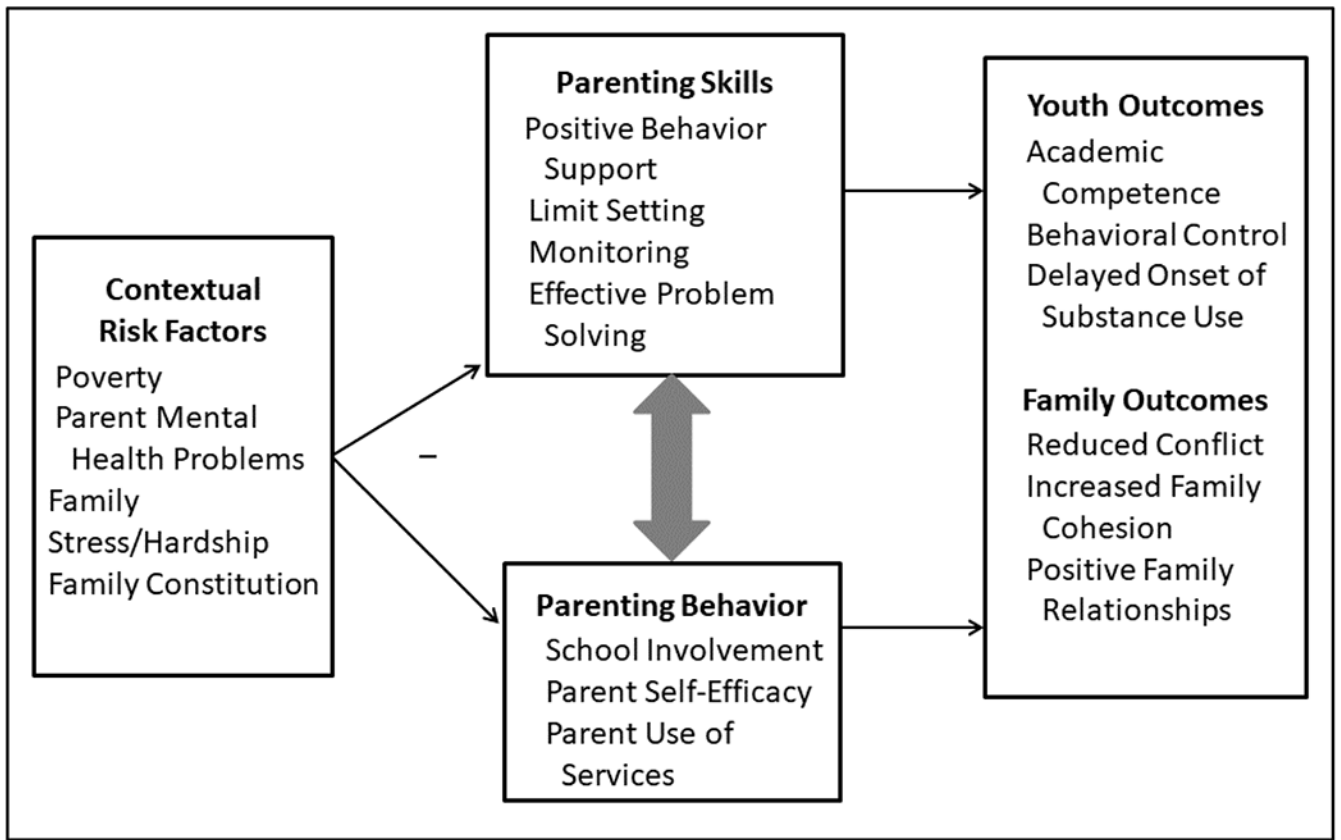 Contextual
Risk Factors
Poverty
Parent Mental
Health Problems
Family
Stress/Hardship
Family Constitution
–
Parenting Skills
Positive Behavior
Support
Limit Setting
Monitoring
Effective Problem
Solving
Parenting Behavior
School Involvement
Parent Self-Efficacy
Parent Use of
Services
Youth Outcomes
Academic
Competence
Behavioral Control
Delayed Onset of
Substance Use
Family Outcomes
Reduced Conflict
Increased Family
Cohesion
Positive Family
Relationships